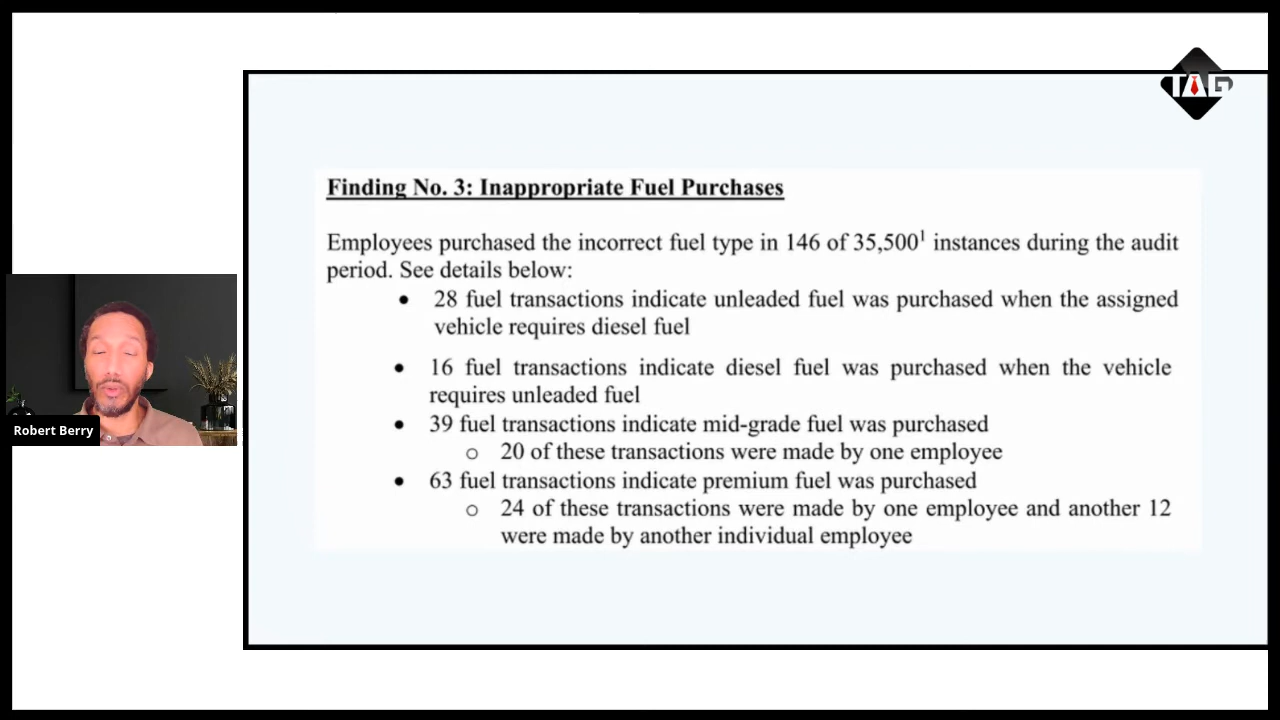 TAG
Finding No. 3: Inappropriate Fuel Purchases
Employees purchased the incorrect fuel type in 146 of 35,500¹ instances during the audit
period. See details below:
• 28 fuel transactions indicate unleaded fuel was purchased when the assigned
vehicle requires diesel fuel
• 16 fuel transactions indicate diesel fuel was purchased when the vehicle
requires unleaded fuel
• 39 fuel transactions indicate mid-grade fuel was purchased
o 20 of these transactions were made by one employee
• 63 fuel transactions indicate premium fuel was purchased
o 24 of these transactions were made by one employee and another 12
were made by another individual employee
Robert Berry